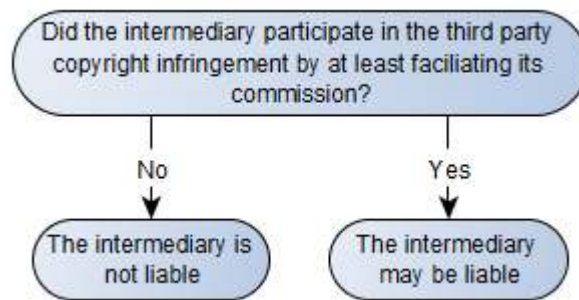 Did the intermediary participate in the third party
copyright infringement by at least faciliating its
commission?
No
Yes
The intermediary is
not liable
The intermediary
may be liable